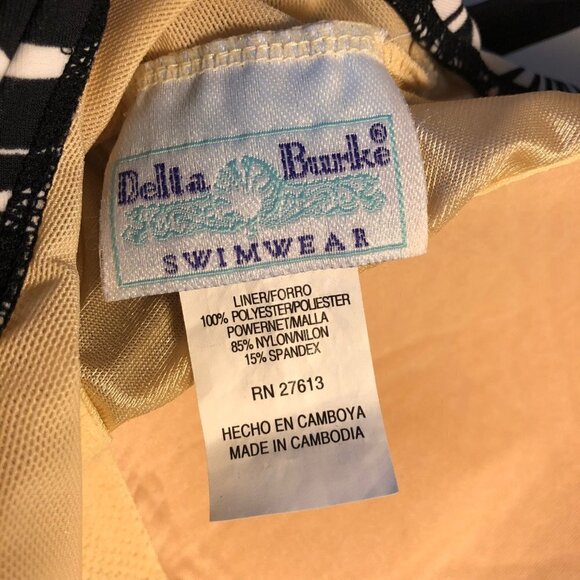 Delta Burke®
SWIMWEAR
LINER/FORRO
100% POLYESTER/POLIESTER
POWERNET/MALLA
85% NYLON/NILON
15% SPANDEX
RN 27613
HECHO EN CAMBOYA
MADE IN CAMBODIA